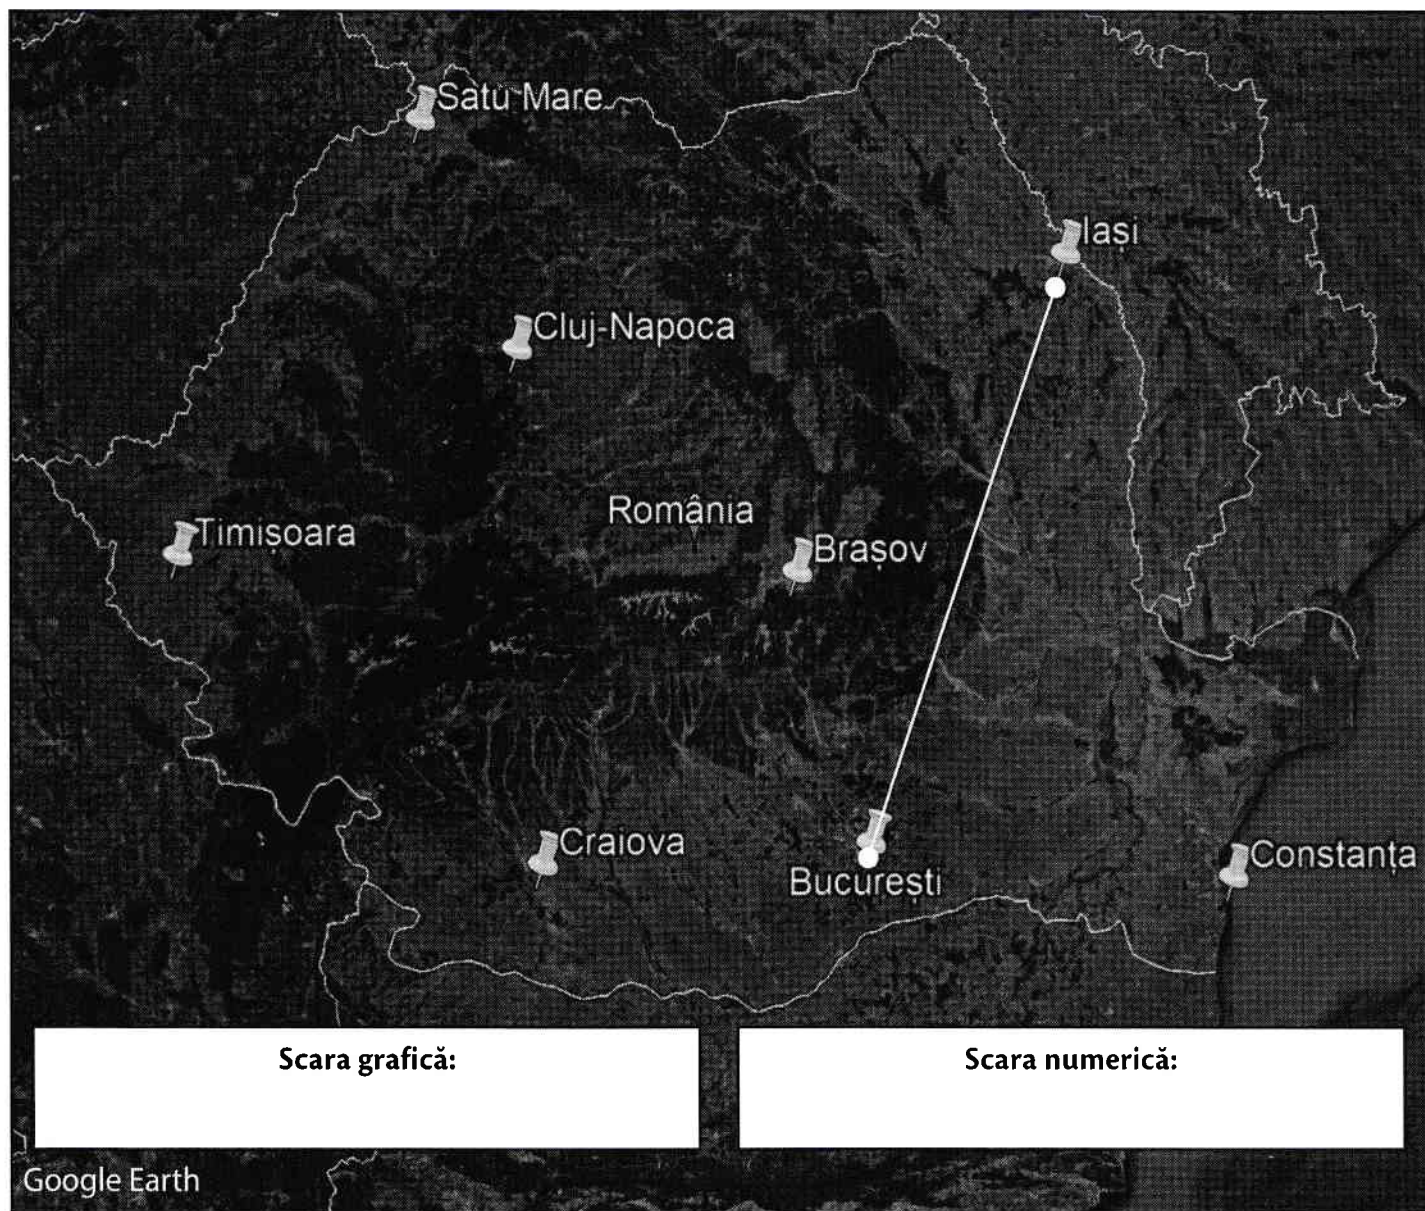 Satu Mare
Iași
Cluj-Napoca
România
Timișoara
Brașov
Craiova
București
Constanța
Scara grafică:
Scara numerică:
Google Earth